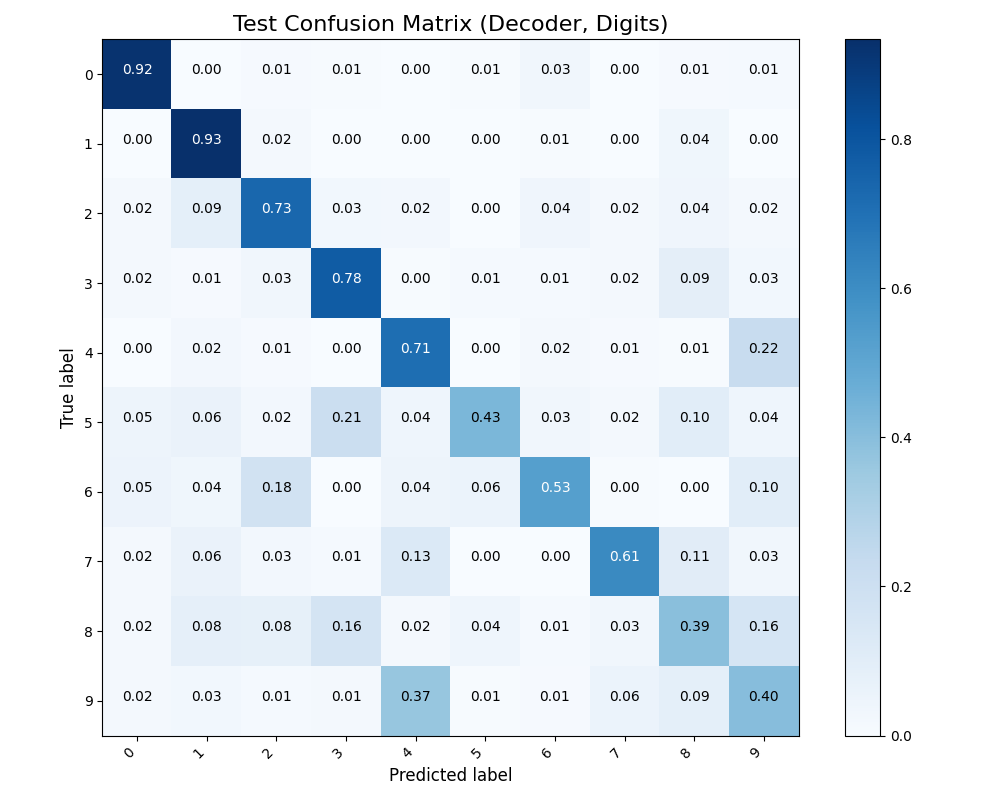 Test Confusion Matrix (Decoder, Digits)
0 0.92 0.00 0.01 0.01 0.00 0.01 0.03 0.00 0.01 0.01
1 0.00 0.93 0.02 0.00 0.00 0.00 0.01 0.00 0.04 0.00
2 0.02 0.09 0.73 0.03 0.02 0.00 0.04 0.02 0.04 0.02
3 0.02 0.01 0.03 0.78 0.00 0.01 0.01 0.02 0.09 0.03
4 0.00 0.02 0.01 0.00 0.71 0.00 0.02 0.01 0.01 0.22
5 0.05 0.06 0.02 0.21 0.04 0.43 0.03 0.02 0.10 0.04
6 0.05 0.04 0.18 0.00 0.04 0.06 0.53 0.00 0.00 0.10
7 0.02 0.06 0.03 0.01 0.13 0.00 0.00 0.61 0.11 0.03
8 0.02 0.08 0.08 0.16 0.02 0.04 0.01 0.03 0.39 0.16
9 0.02 0.03 0.01 0.01 0.37 0.01 0.01 0.06 0.09 0.40
0 1 2 3 4 5 6 7 8 9
Predicted label
True label
0.8
0.6
0.4
0.2
0.0